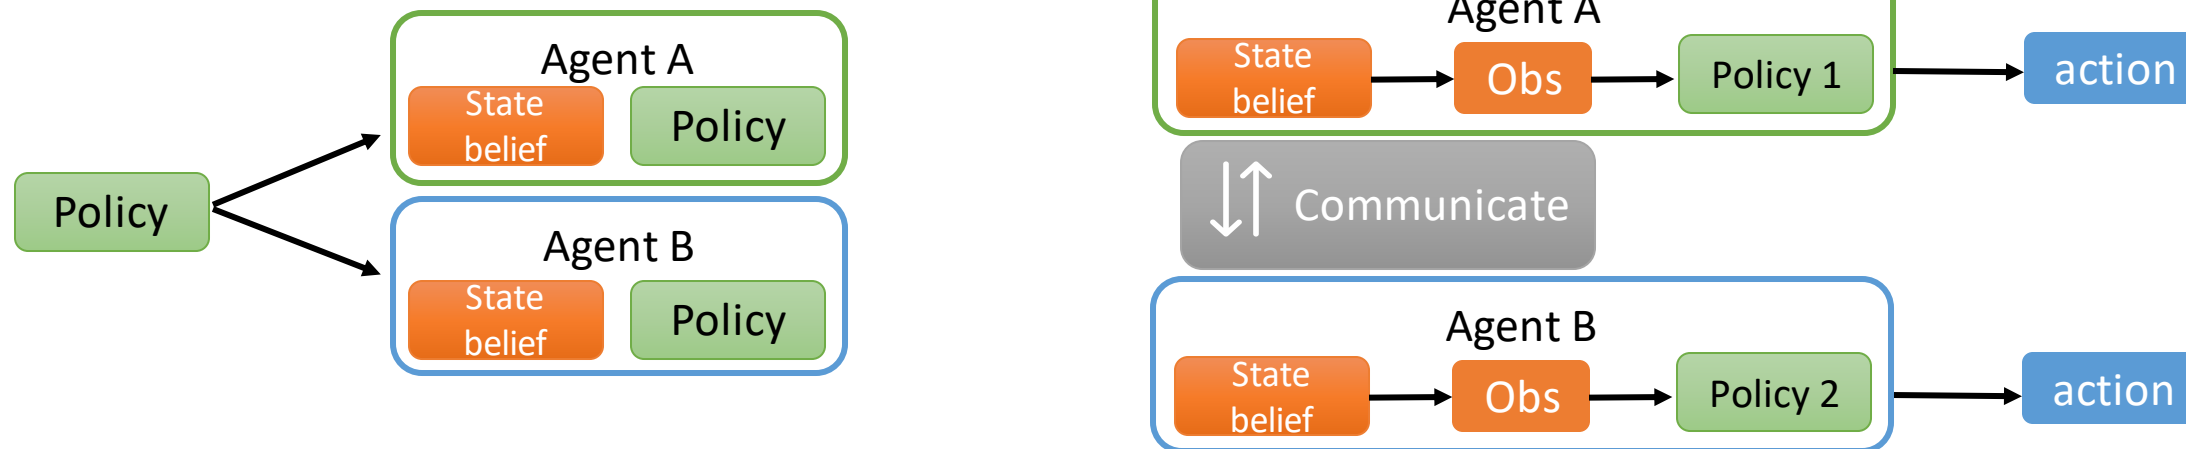 Policy
Agent A
State
belief
Policy
Agent B
State
belief
Policy
Agent A
State
belief
Obs
Policy 1
action
Communicate
Agent B
State
belief
Obs
Policy 2
action